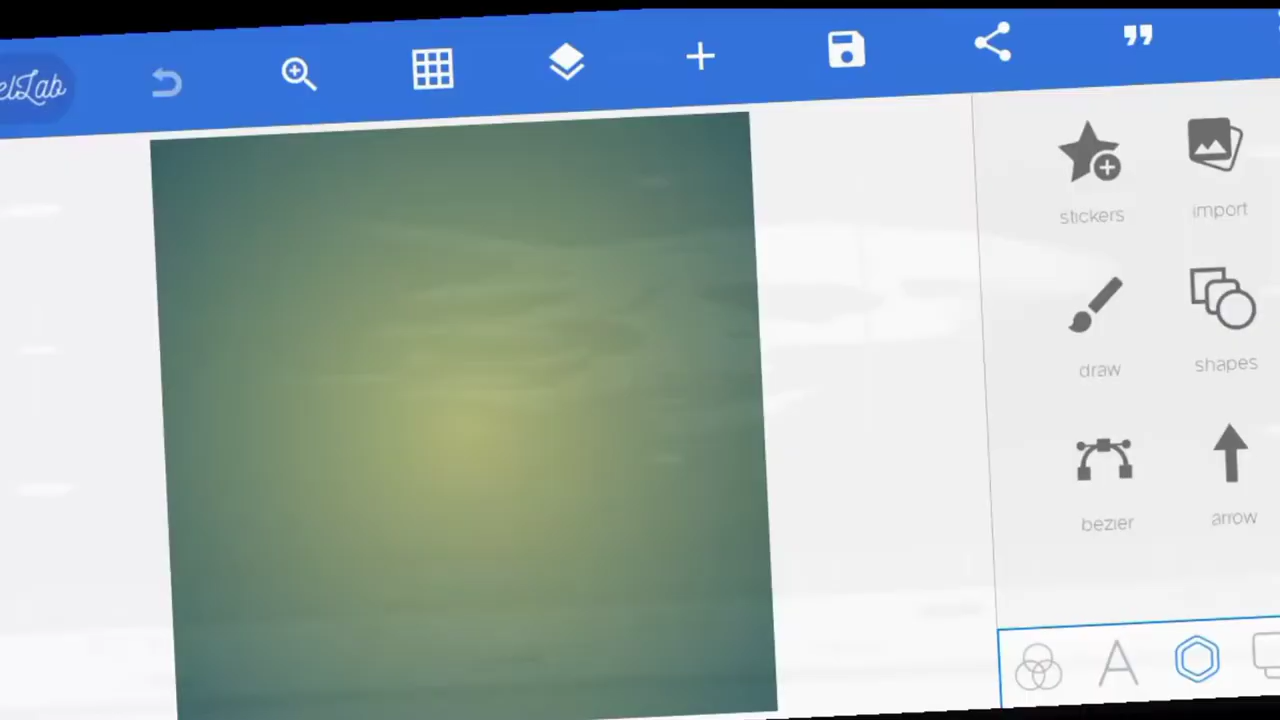 elLab
stickers
import
draw
shapes
bezier
arrow